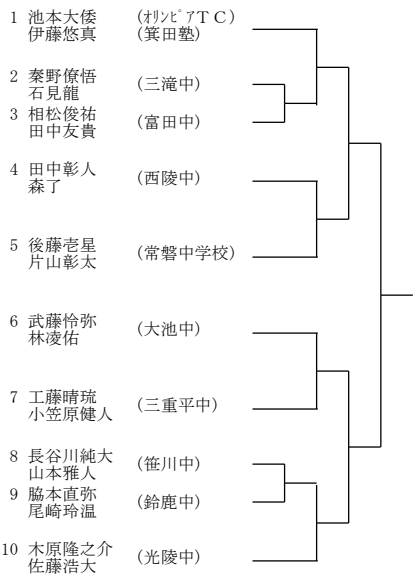 1 池本大倭 (ｵﾘﾝﾋﾟｱＴＣ)
伊藤悠真 (箕田塾)
2 秦野僚悟 (三滝中)
石見龍
3 相松俊祐 (富田中)
田中友貴
4 田中彰人 (西陵中)
森了
5 後藤壱星 (常磐中学校)
片山彰太
6 武藤怜弥 (大池中)
林凌佑
7 工藤晴琉 (三重平中)
小笠原健人
8 長谷川純大 (笹川中)
山本雅人
9 脇本直弥 (鈴鹿中)
尾崎玲温
10 木原隆之介 (光陵中)
佐藤浩大